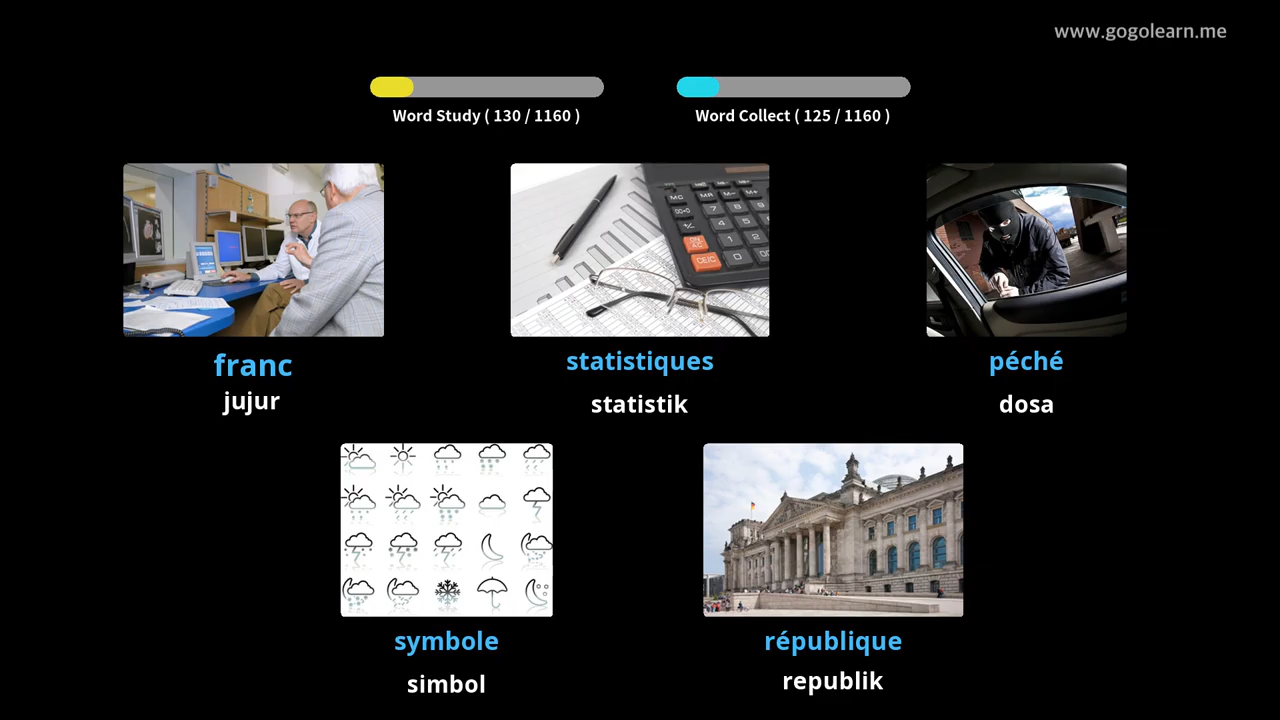 www.gogolearn.me
Word Study ( 130 / 1160 )
Word Collect ( 125 / 1160 )
franc
jujur
statistiques
statistik
péché
dosa
symbole
simbol
république
republik